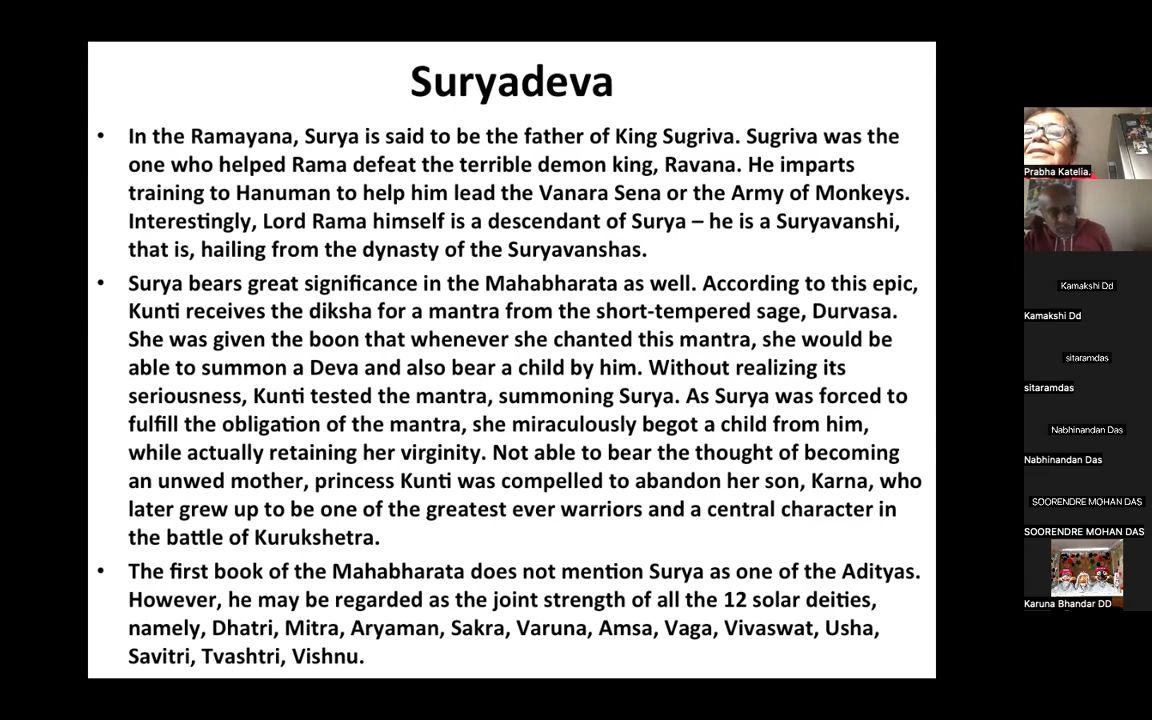 Suryadeva
• In the Ramayana, Surya is said to be the father of King Sugriva. Sugriva was the
one who helped Rama defeat the terrible demon king, Ravana. He imparts
training to Hanuman to help him lead the Vanara Sena or the Army of Monkeys.
Interestingly, Lord Rama himself is a descendant of Surya – he is a Suryavanshi,
that is, hailing from the dynasty of the Suryavanshas.
• Surya bears great significance in the Mahabharata as well. According to this epic,
Kunti receives the diksha for a mantra from the short-tempered sage, Durvasa.
She was given the boon that whenever she chanted this mantra, she would be
able to summon a Deva and also bear a child by him. Without realizing its
seriousness, Kunti tested the mantra, summoning Surya. As Surya was forced to
fulfill the obligation of the mantra, she miraculously begot a child from him,
while actually retaining her virginity. Not able to bear the thought of becoming
an unwed mother, princess Kunti was compelled to abandon her son, Karna, who
later grew up to be one of the greatest ever warriors and a central character in
the battle of Kurukshetra.
• The first book of the Mahabharata does not mention Surya as one of the Adityas.
However, he may be regarded as the joint strength of all the 12 solar deities,
namely, Dhatri, Mitra, Aryaman, Sakra, Varuna, Amsa, Vaga, Vivaswat, Usha,
Savitri, Tvashtri, Vishnu.
Prabha Katelia.
Kamakshi Dd
Kamakshi Dd
sitaramdas
sitaramdas
Nabhinandan Das
Nabhinandan Das
SOORENDRE MOHAN DAS
SOORENDRE MOHAN DAS
Karuna Bhandar DD